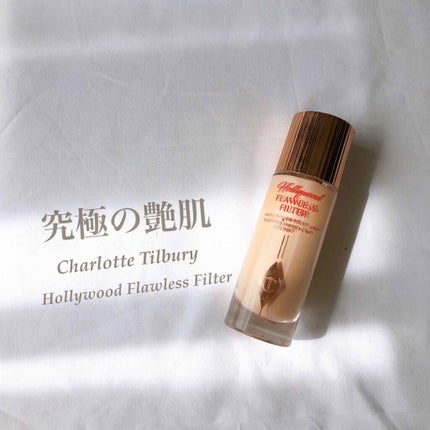 究極の艶肌
Charlotte Tilbury
Hollywood Flawless Filter
Hollywood
FLAWLESS
FILTER